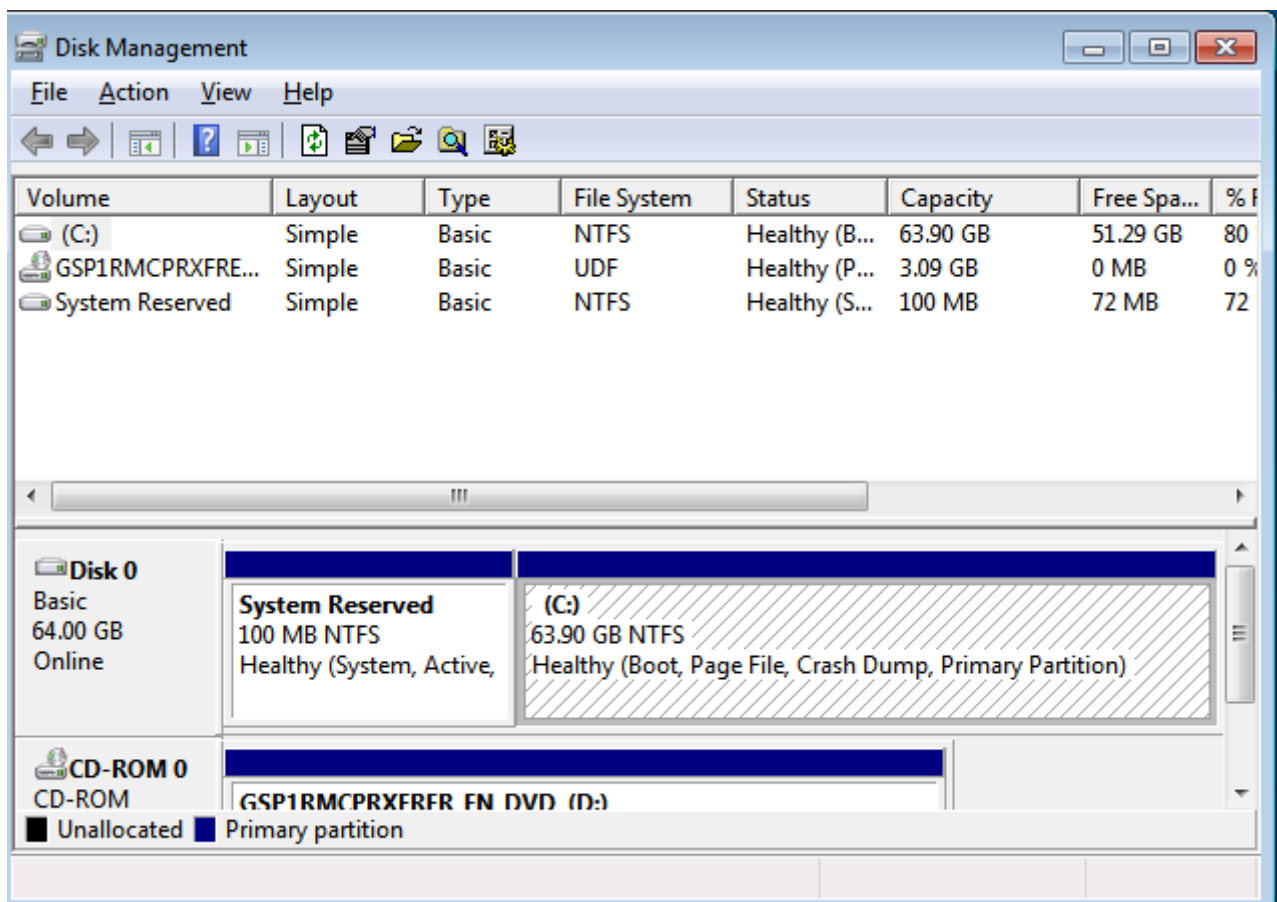 Disk Management
File Action View Help
Volume Layout Type File System Status Capacity Free Spa... %
(C:) Simple Basic NTFS Healthy (B... 63.90 GB 51.29 GB 80
GSP1RMCPRXFRE... Simple Basic UDF Healthy (P... 3.09 GB 0 MB 0 %
System Reserved Simple Basic NTFS Healthy (S... 100 MB 72 MB 72
Disk 0
Basic
64.00 GB
Online
System Reserved
100 MB NTFS
Healthy (System, Active,
(C:)
63.90 GB NTFS
Healthy (Boot, Page File, Crash Dump, Primary Partition)
CD-ROM 0
CD-ROM
GSP1RMCPRXFRER_EN_DVD (D:)
Unallocated Primary partition